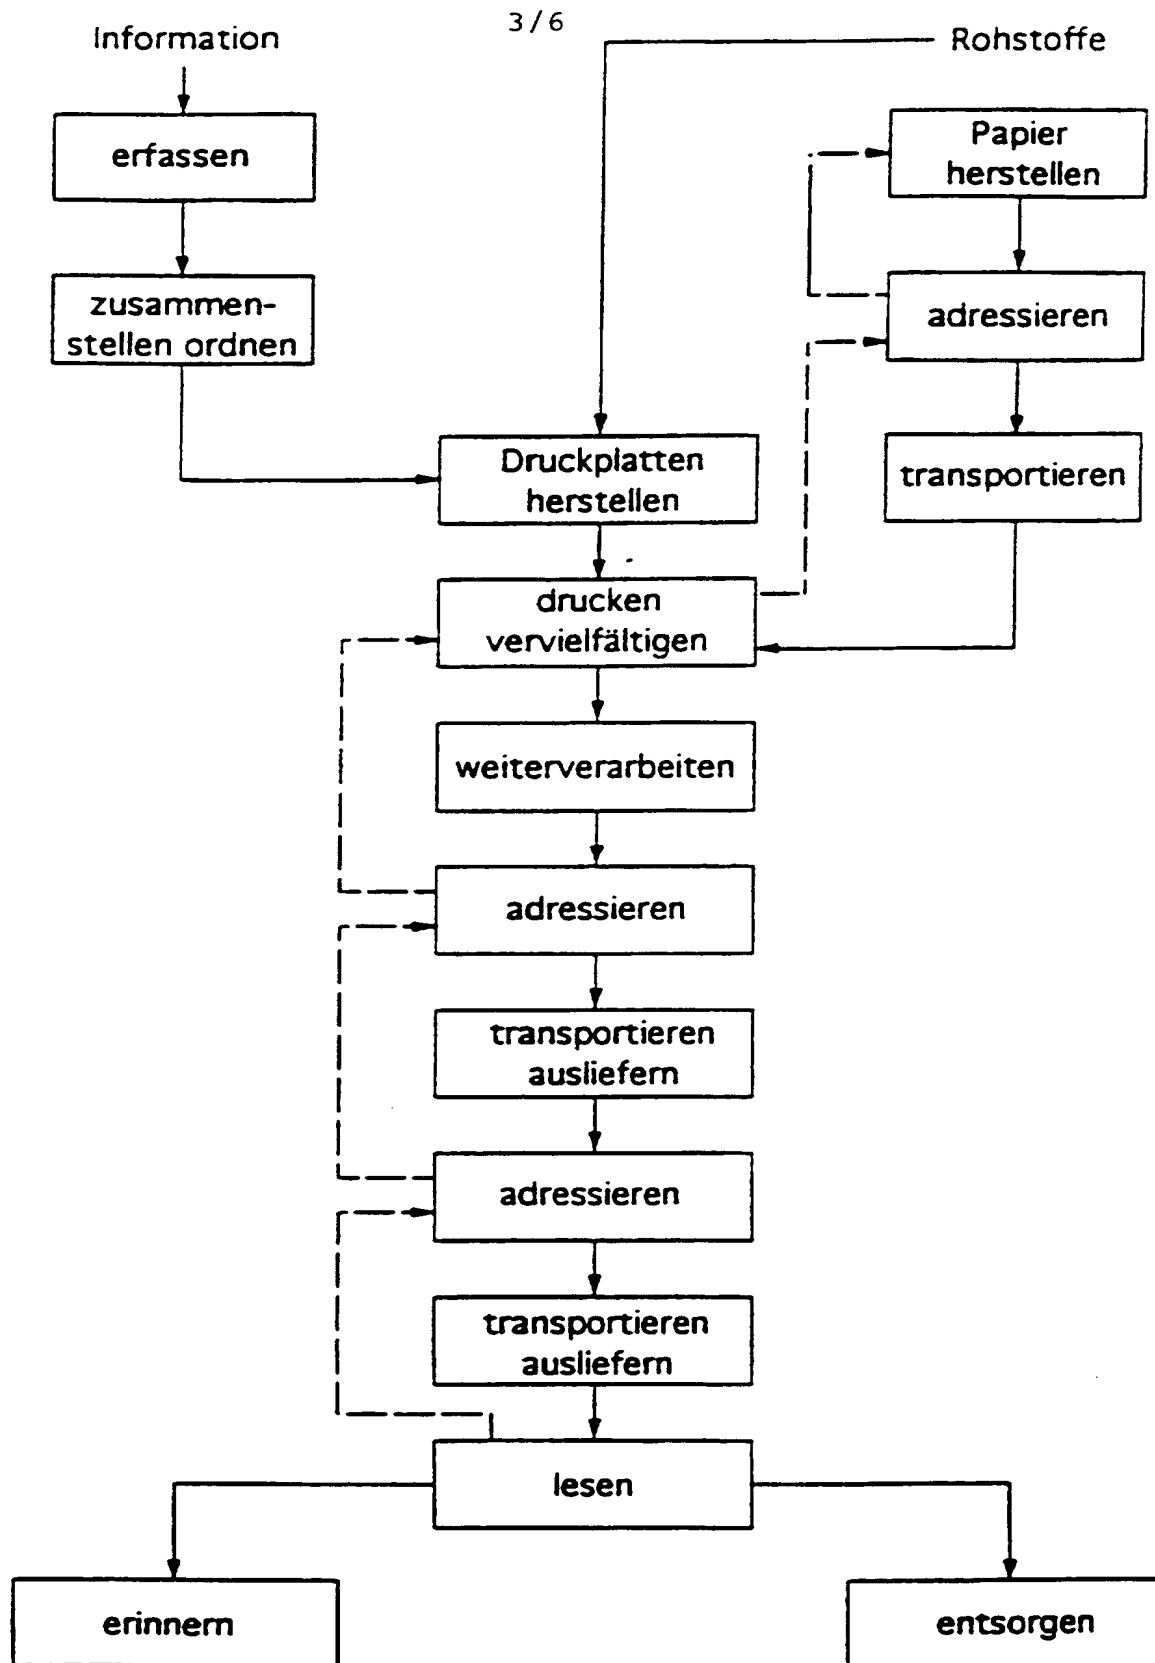 3/6
Information
Rohstoffe
erfassen
Papier
herstellen
zusammen-
stellen ordnen
adressieren
transportieren
Druckplatten
herstellen
drucken
vervielfältigen
weiterverarbeiten
adressieren
transportieren
ausliefern
adressieren
transportieren
ausliefern
lesen
erinnern
entsorgen